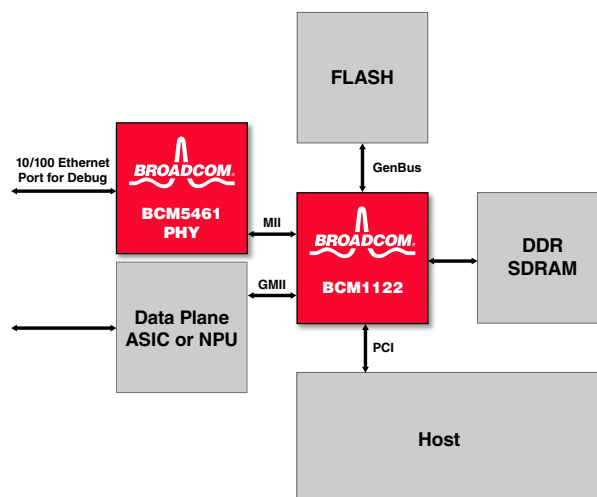 FLASH
GenBus
10/100 Ethernet
Port for Debug
BROADCOM®
BCM5461
PHY
MII
BROADCOM®
BCM1122
DDR
SDRAM
GMII
Data Plane
ASIC or NPU
PCI
Host